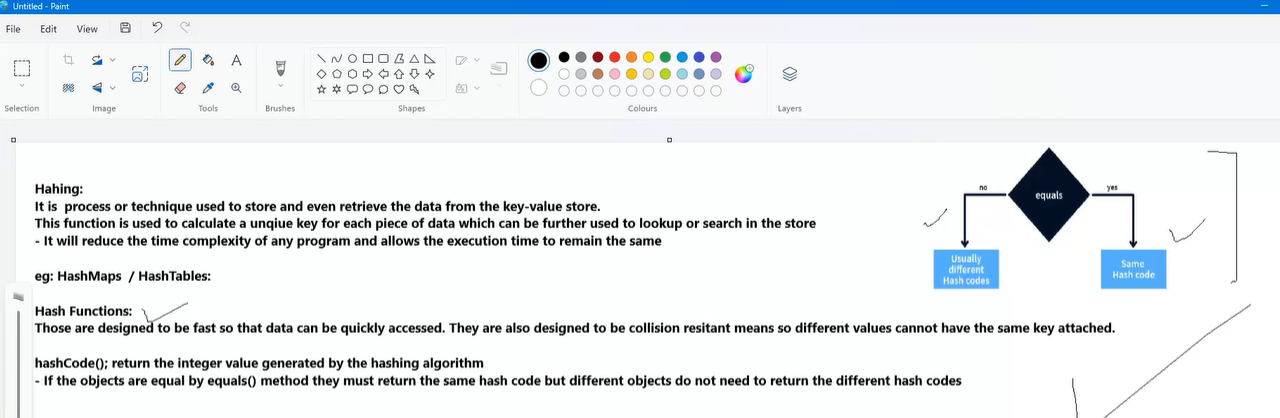 Untitled - Paint
File Edit View
Selection Image Tools Brushes Shapes Colours Layers
Hahing:
It is  process or technique used to store and even retrieve the data from the key-value store.
This function is used to calculate a unqiue key for each piece of data which can be further used to lookup or search in the store
- It will reduce the time complexity of any program and allows the execution time to remain the same
eg: HashMaps  / HashTables:
Hash Functions:
Those are designed to be fast so that data can be quickly accessed. They are also designed to be collision resitant means so different values cannot have the same key attached.
hashCode(); return the integer value generated by the hashing algorithm
- If the objects are equal by equals() method they must return the same hash code but different objects do not need to return the different hash codes
no equals yes
Usually
different
Hash codes
Same
Hash code